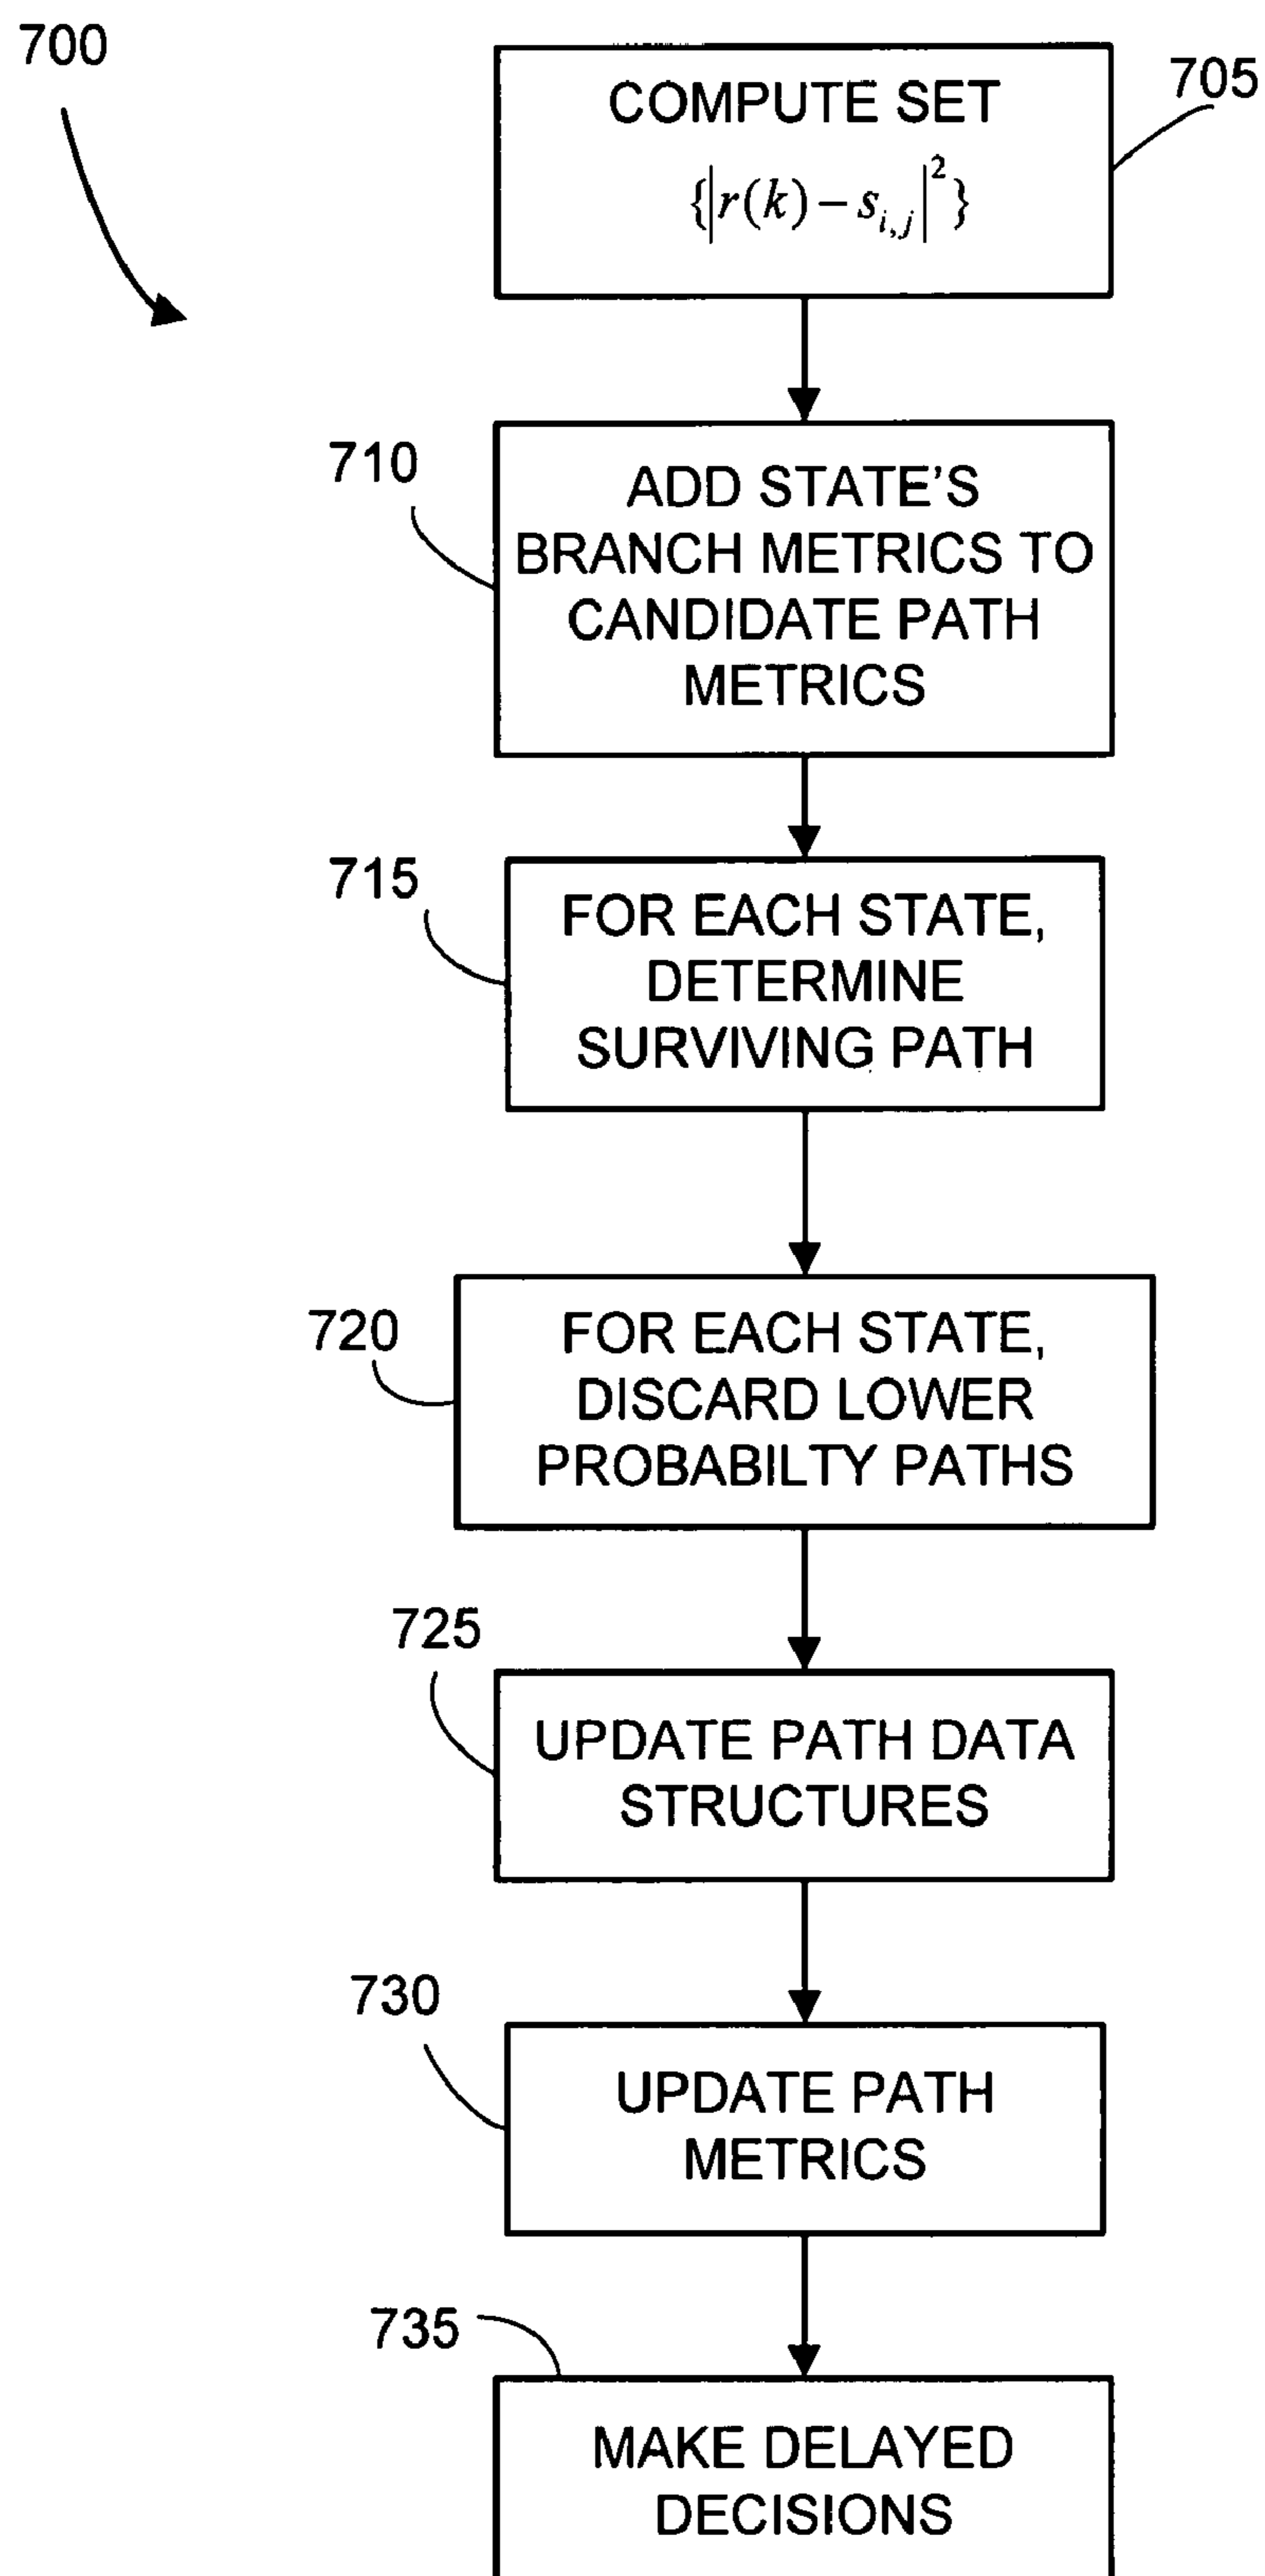 700
705
COMPUTE SET
{|r(k) − s_{i,j}|^2}
710
ADD STATE'S
BRANCH METRICS TO
CANDIDATE PATH
METRICS
715
FOR EACH STATE,
DETERMINE
SURVIVING PATH
720
FOR EACH STATE,
DISCARD LOWER
PROBABILTY PATHS
725
UPDATE PATH DATA
STRUCTURES
730
UPDATE PATH
METRICS
735
MAKE DELAYED
DECISIONS